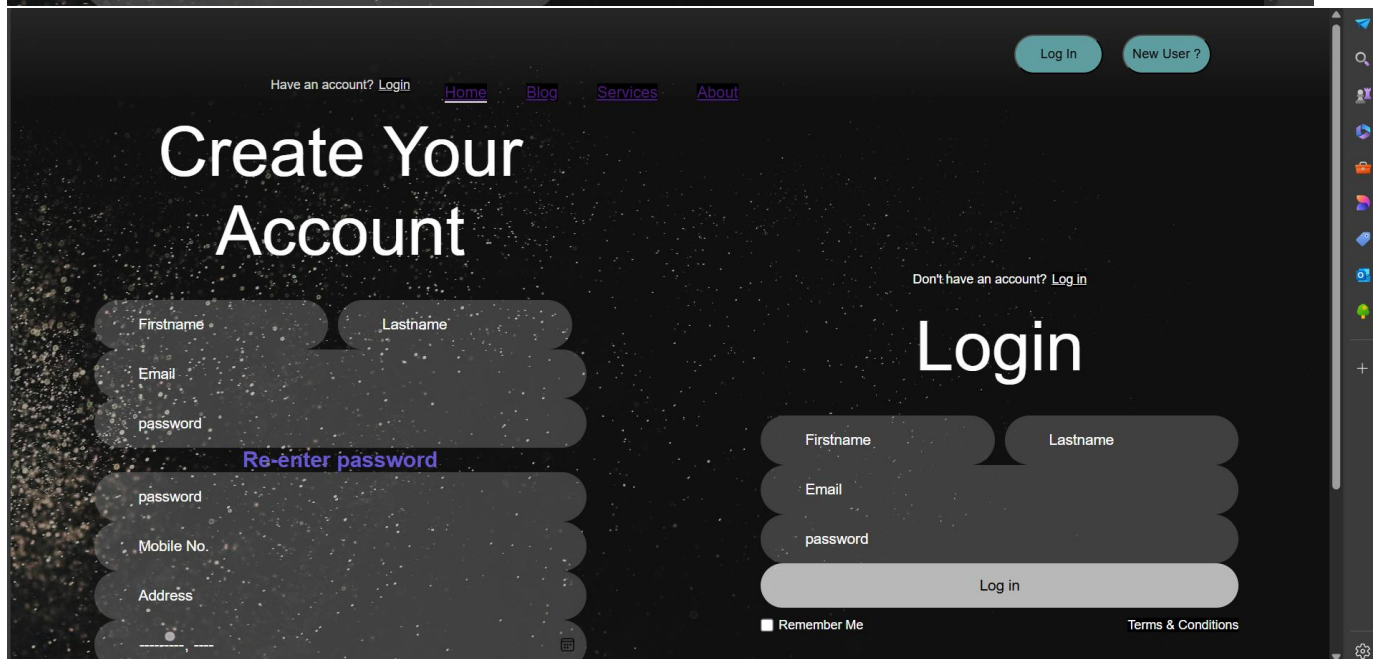 Log In New User ?
Have an account? Login Home Blog Services About
Create Your
Account
Firstname Lastname
Email
password
Re-enter password
password
Mobile No.
Address
---------, ----
Don't have an account? Log in
Login
Firstname Lastname
Email
password
Log in
Remember Me Terms & Conditions